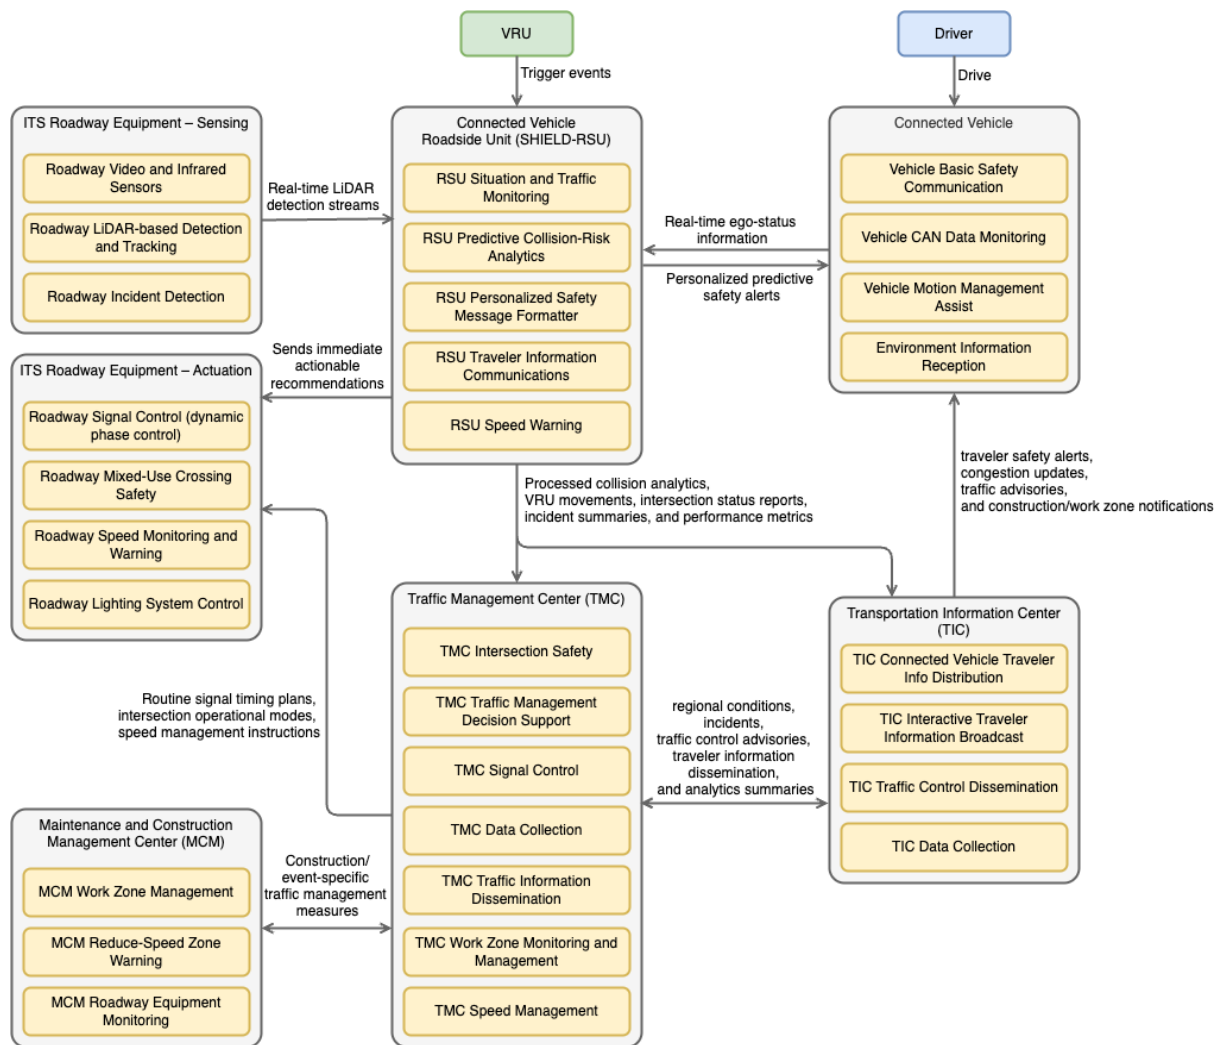 VRU
Driver
Trigger events
Drive
ITS Roadway Equipment – Sensing
Roadway Video and Infrared
Sensors
Roadway LiDAR-based Detection
and Tracking
Roadway Incident Detection
Real-time LiDAR
detection streams
Connected Vehicle
Roadside Unit (SHIELD-RSU)
RSU Situation and Traffic
Monitoring
RSU Predictive Collision-Risk
Analytics
RSU Personalized Safety
Message Formatter
RSU Traveler Information
Communications
RSU Speed Warning
Real-time ego-status
information
Personalized predictive
safety alerts
Connected Vehicle
Vehicle Basic Safety
Communication
Vehicle CAN Data Monitoring
Vehicle Motion Management
Assist
Environment Information
Reception
Sends immediate
actionable
recommendations
ITS Roadway Equipment – Actuation
Roadway Signal Control (dynamic
phase control)
Roadway Mixed-Use Crossing
Safety
Roadway Speed Monitoring and
Warning
Roadway Lighting System Control
Processed collision analytics,
VRU movements, intersection status reports,
incident summaries, and performance metrics
traveler safety alerts,
congestion updates,
traffic advisories,
and construction/work zone notifications
Traffic Management Center (TMC)
TMC Intersection Safety
TMC Traffic Management
Decision Support
TMC Signal Control
TMC Data Collection
TMC Traffic Information
Dissemination
TMC Work Zone Monitoring and
Management
TMC Speed Management
Transportation Information Center
(TIC)
TIC Connected Vehicle Traveler
Info Distribution
TIC Interactive Traveler
Information Broadcast
TIC Traffic Control Dissemination
TIC Data Collection
Routine signal timing plans,
intersection operational modes,
speed management instructions
regional conditions,
incidents,
traffic control advisories,
traveler information
dissemination,
and analytics summaries
Maintenance and Construction
Management Center (MCM)
MCM Work Zone Management
MCM Reduce-Speed Zone
Warning
MCM Roadway Equipment
Monitoring
Construction/
event-specific
traffic management
measures